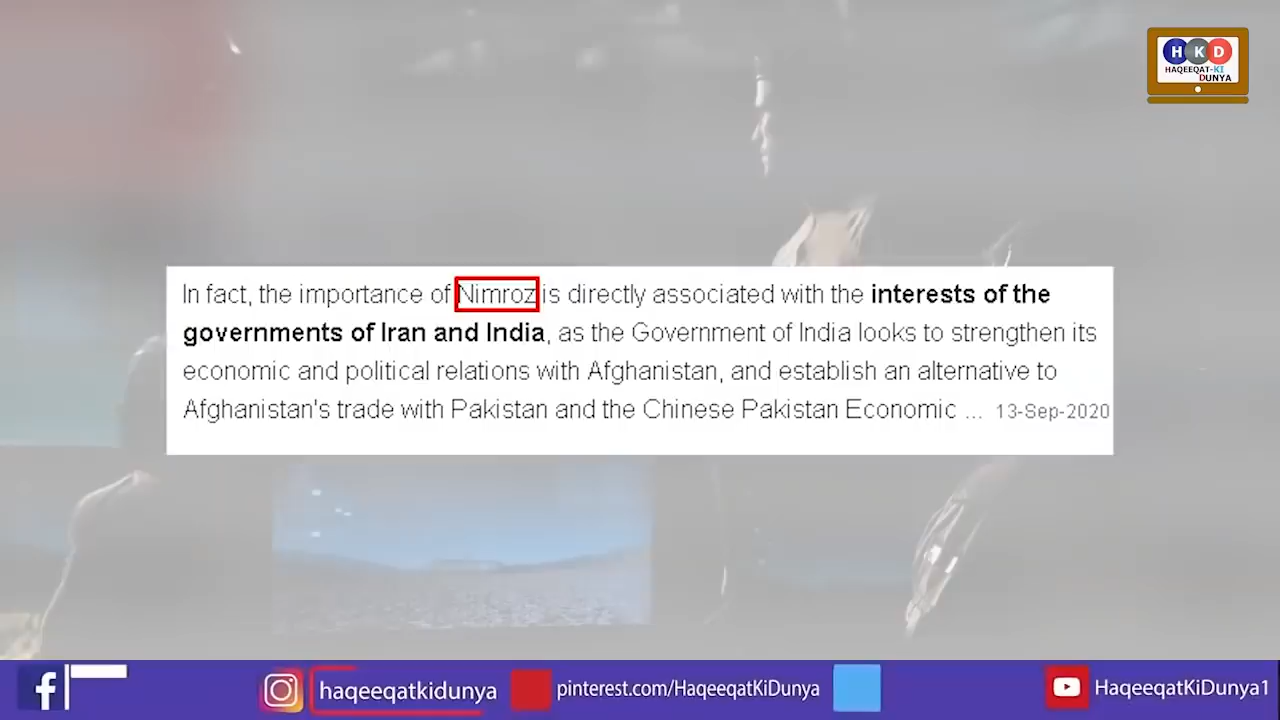 H K D
HAQEEQAT-KI
DUNYA
In fact, the importance of Nimroz is directly associated with the interests of the
governments of Iran and India, as the Government of India looks to strengthen its
economic and political relations with Afghanistan, and establish an alternative to
Afghanistan's trade with Pakistan and the Chinese Pakistan Economic ... 13-Sep-2020
haqeeqatkidunya
pinterest.com/HaqeeqatKiDunya
HaqeeqatKiDunya1